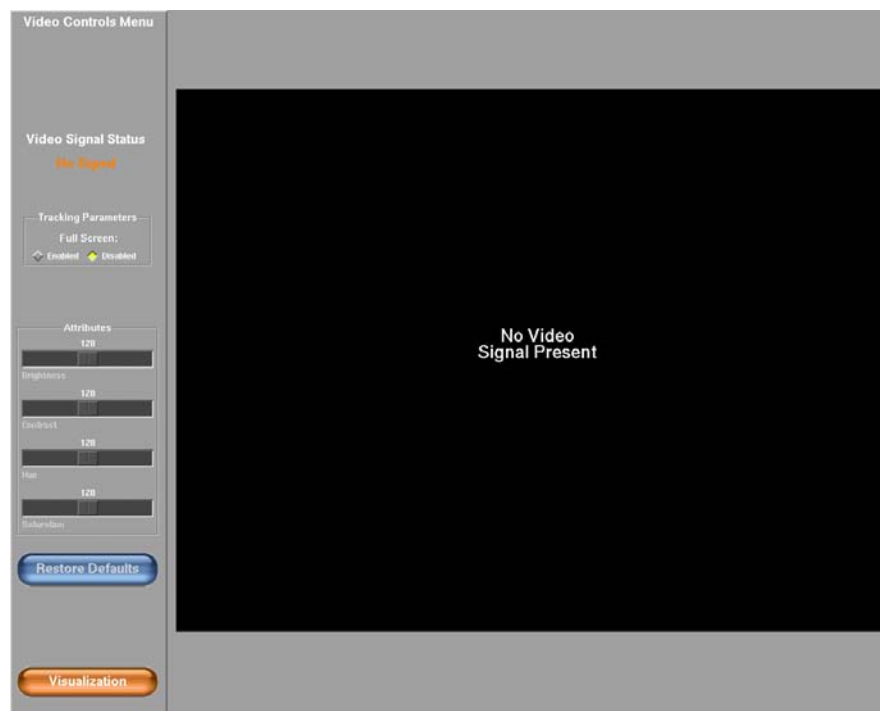 Video Controls Menu
Video Signal Status
No Signal
Tracking Parameters
Full Screen:
Enabled
Disabled
Attributes
128
Brightness
128
Contrast
128
Hue
128
Saturation
Restore Defaults
Visualization
No Video
Signal Present